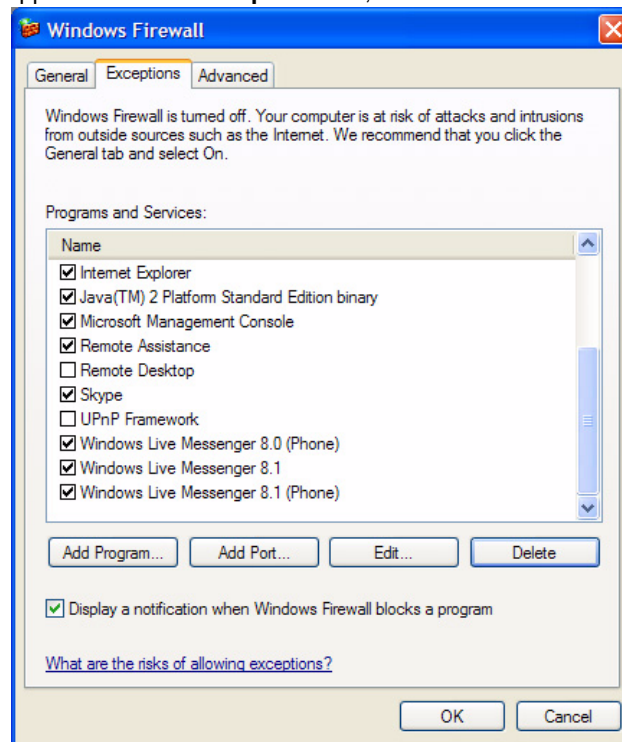 Windows Firewall
General Exceptions Advanced
Windows Firewall is turned off. Your computer is at risk of attacks and intrusions
from outside sources such as the Internet. We recommend that you click the
General tab and select On.
Programs and Services:
Name
Internet Explorer
Java(TM) 2 Platform Standard Edition binary
Microsoft Management Console
Remote Assistance
Remote Desktop
Skype
UPnP Framework
Windows Live Messenger 8.0 (Phone)
Windows Live Messenger 8.1
Windows Live Messenger 8.1 (Phone)
Add Program... Add Port... Edit... Delete
Display a notification when Windows Firewall blocks a program
What are the risks of allowing exceptions?
OK Cancel